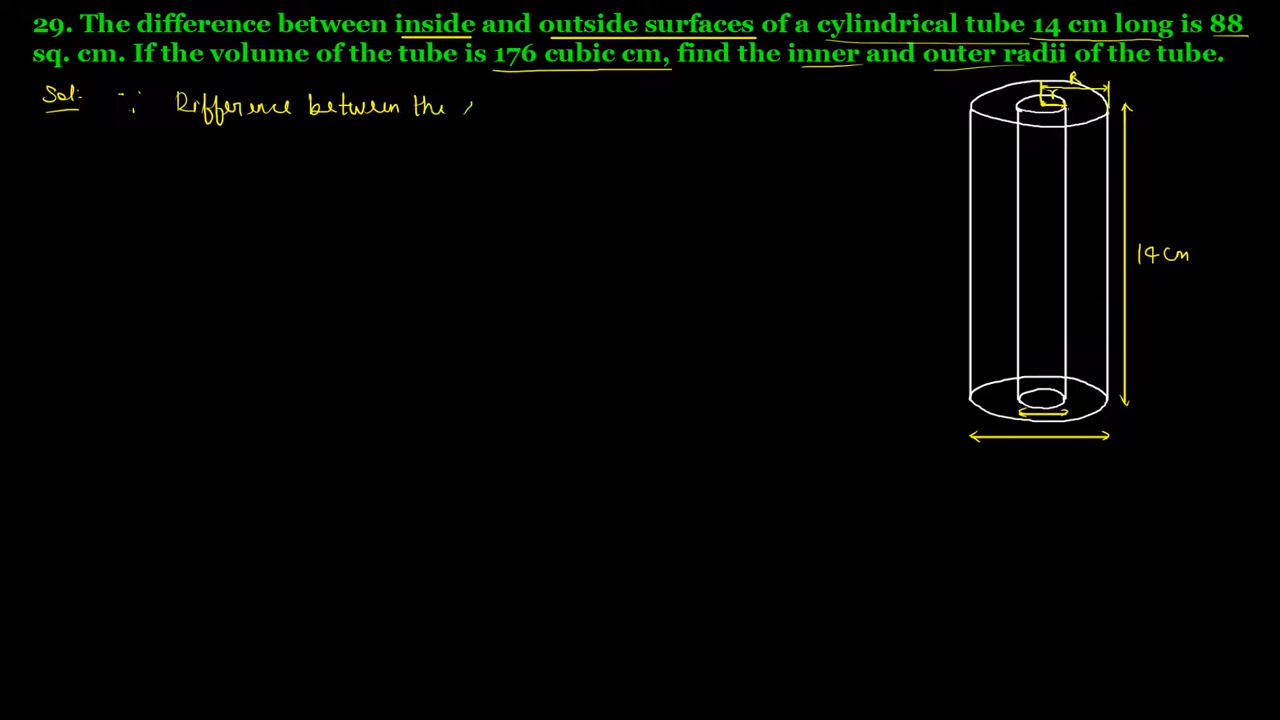 29. The difference between inside and outside surfaces of a cylindrical tube 14 cm long is 88
sq. cm. If the volume of the tube is 176 cubic cm, find the inner and outer radii of the tube.
Sol:- ∵ Difference between the
R
r
14 cm